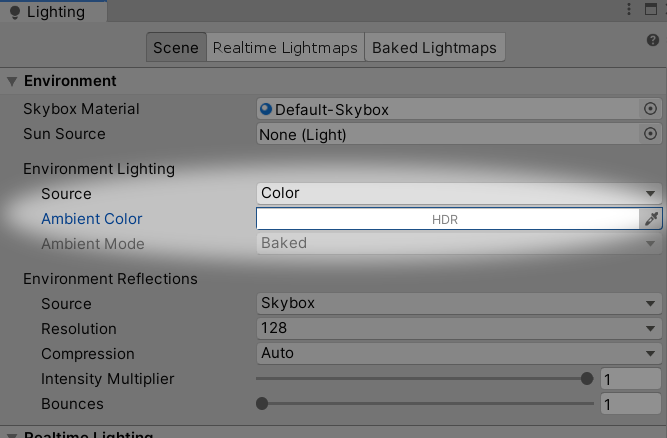 Lighting
Scene Realtime Lightmaps Baked Lightmaps
Environment
Skybox Material Default-Skybox
Sun Source None (Light)
Environment Lighting
Source Color
Ambient Color HDR
Ambient Mode Baked
Environment Reflections
Source Skybox
Resolution 128
Compression Auto
Intensity Multiplier 1
Bounces 1
Realtime Lighting